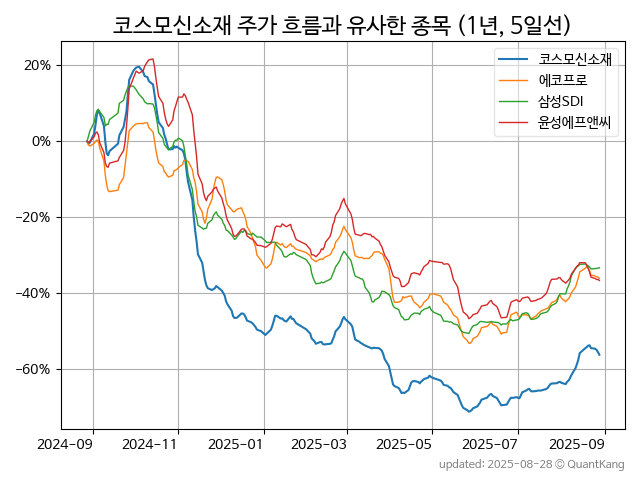 코스모신소재 주가 흐름과 유사한 종목 (1년, 5일선)
코스모신소재
에코프로
삼성SDI
윤성에프앤씨
20%
0%
−20%
−40%
−60%
2024-09 2024-11 2025-01 2025-03 2025-05 2025-07 2025-09
updated: 2025-08-28 © QuantKang